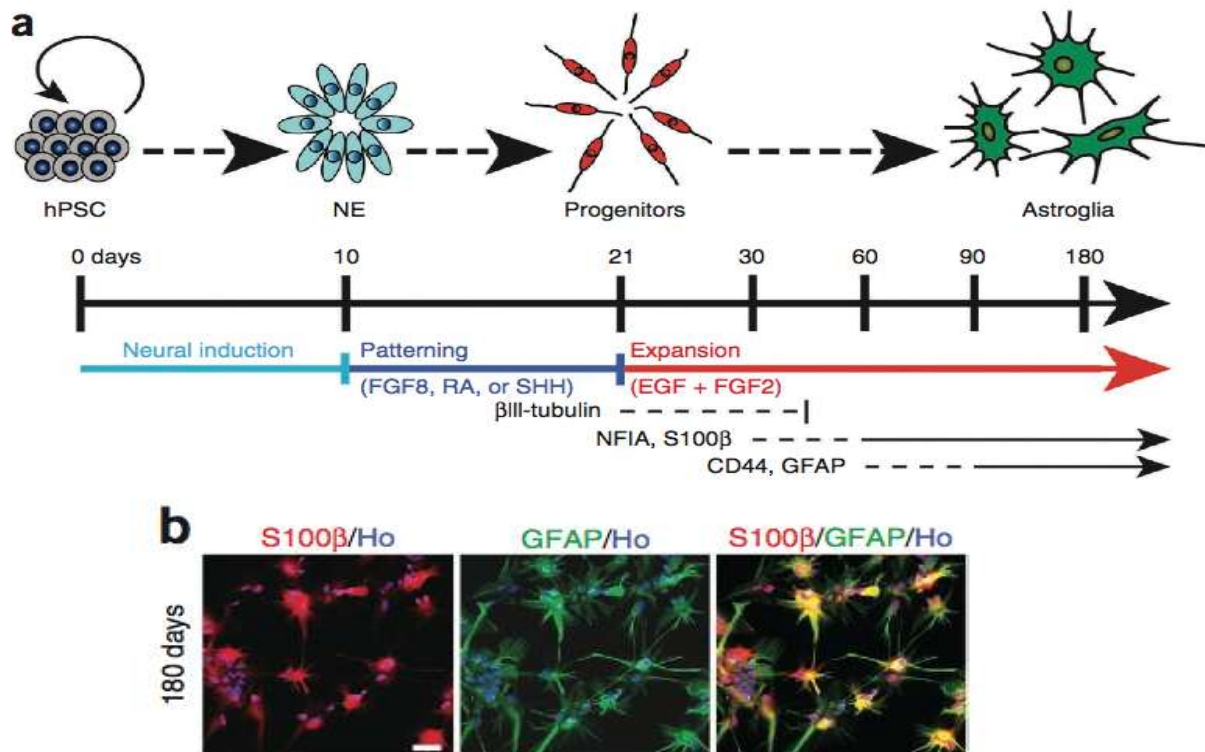 a
hPSC NE Progenitors Astroglia
0 days 10 21 30 60 90 180
Neural induction Patterning Expansion
(FGF8, RA, or SHH) (EGF + FGF2)
βIII-tubulin
NFIA, S100β
CD44, GFAP
b
S100β/Ho GFAP/Ho S100β/GFAP/Ho
180 days